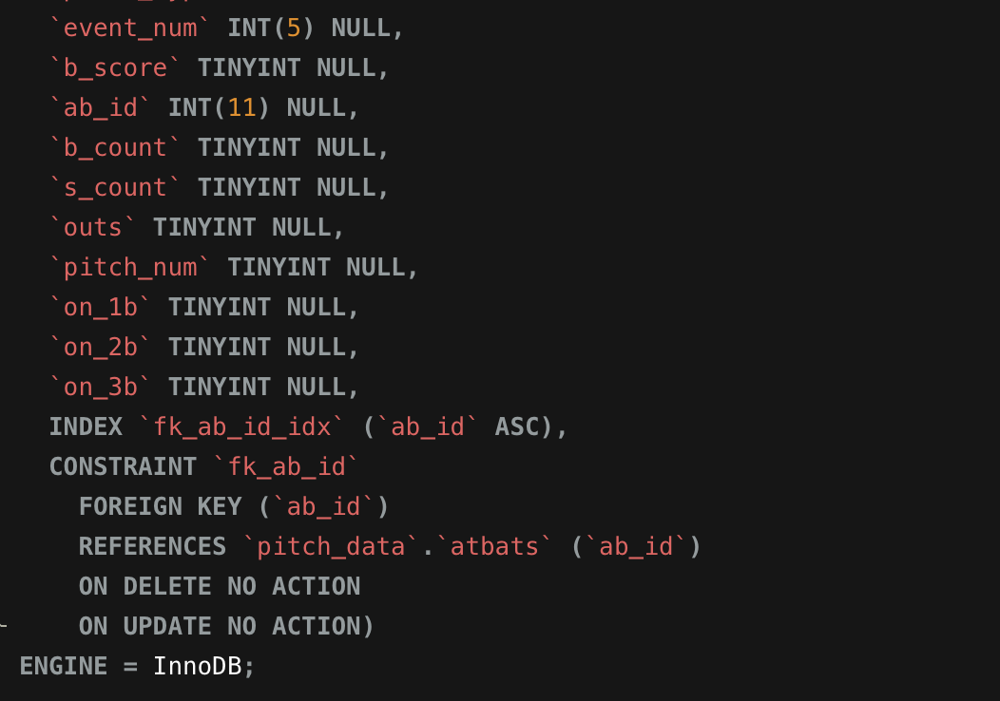 `event_num` INT(5) NULL,
`b_score` TINYINT NULL,
`ab_id` INT(11) NULL,
`b_count` TINYINT NULL,
`s_count` TINYINT NULL,
`outs` TINYINT NULL,
`pitch_num` TINYINT NULL,
`on_1b` TINYINT NULL,
`on_2b` TINYINT NULL,
`on_3b` TINYINT NULL,
INDEX `fk_ab_id_idx` (`ab_id` ASC),
CONSTRAINT `fk_ab_id`
FOREIGN KEY (`ab_id`)
REFERENCES `pitch_data`.`atbats` (`ab_id`)
ON DELETE NO ACTION
ON UPDATE NO ACTION)
ENGINE = InnoDB;